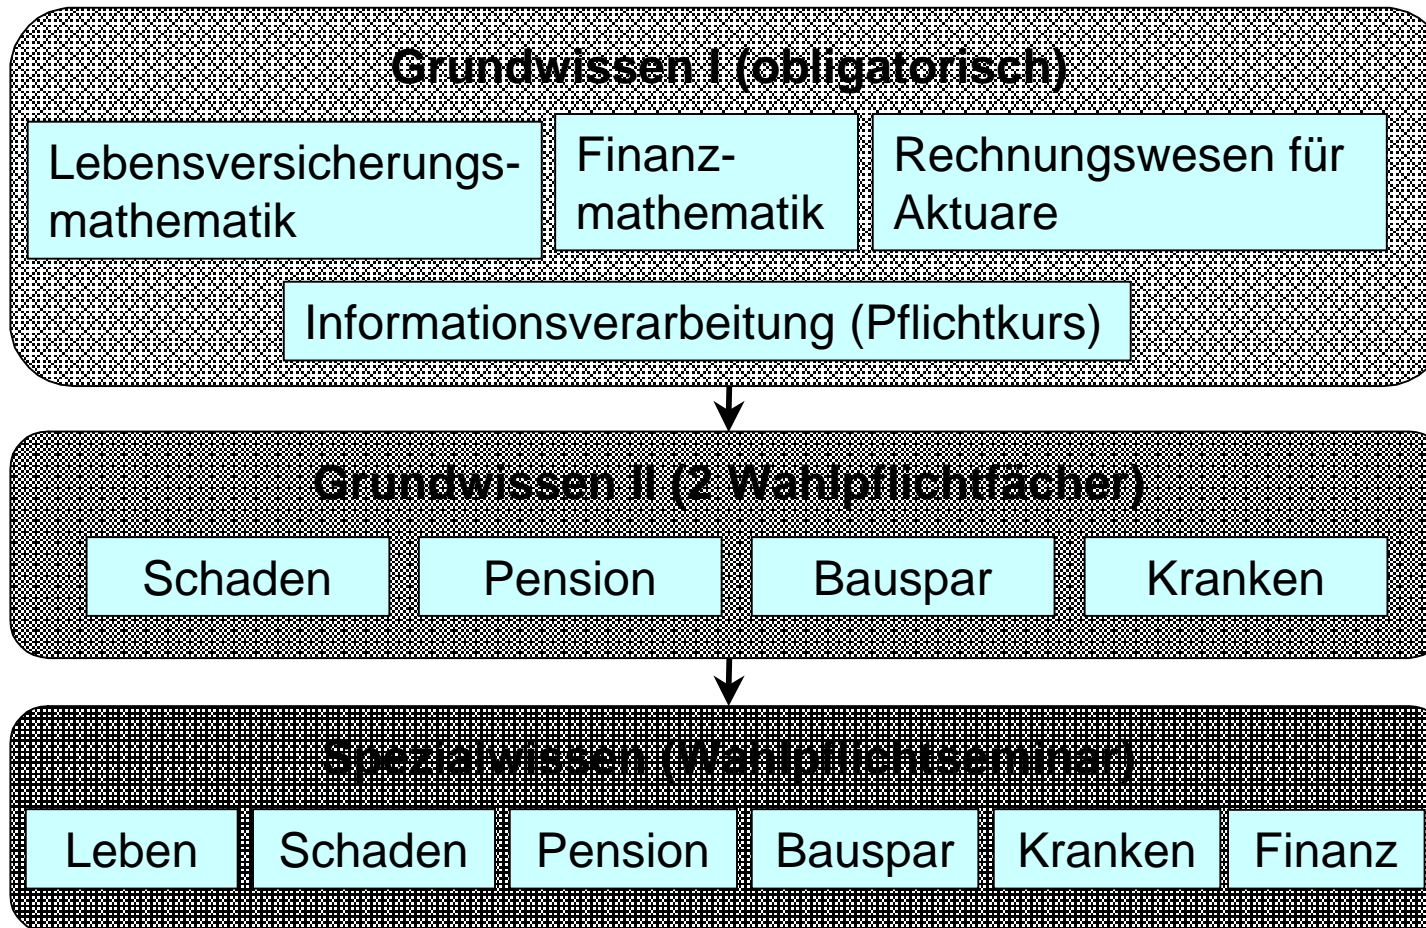 Grundwissen I (obligatorisch)
Lebensversicherungs-
mathematik
Finanz-
mathematik
Rechnungswesen für
Aktuare
Informationsverarbeitung (Pflichtkurs)
Grundwissen II (2 Wahlpflichtfächer)
Schaden
Pension
Bauspar
Kranken
Spezialwissen (Wahlpflichtseminar)
Leben
Schaden
Pension
Bauspar
Kranken
Finanz